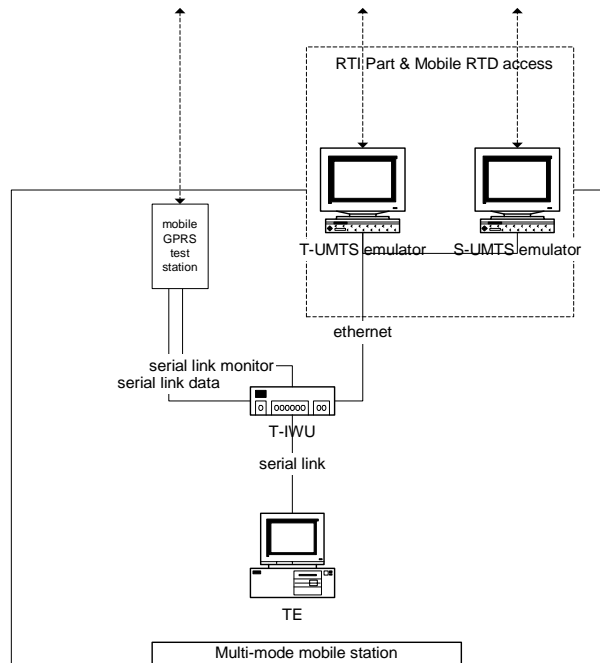 RTI Part & Mobile RTD access
mobile
GPRS
test
station
T-UMTS emulator
S-UMTS emulator
ethernet
serial link monitor
serial link data
T-IWU
serial link
TE
Multi-mode mobile station